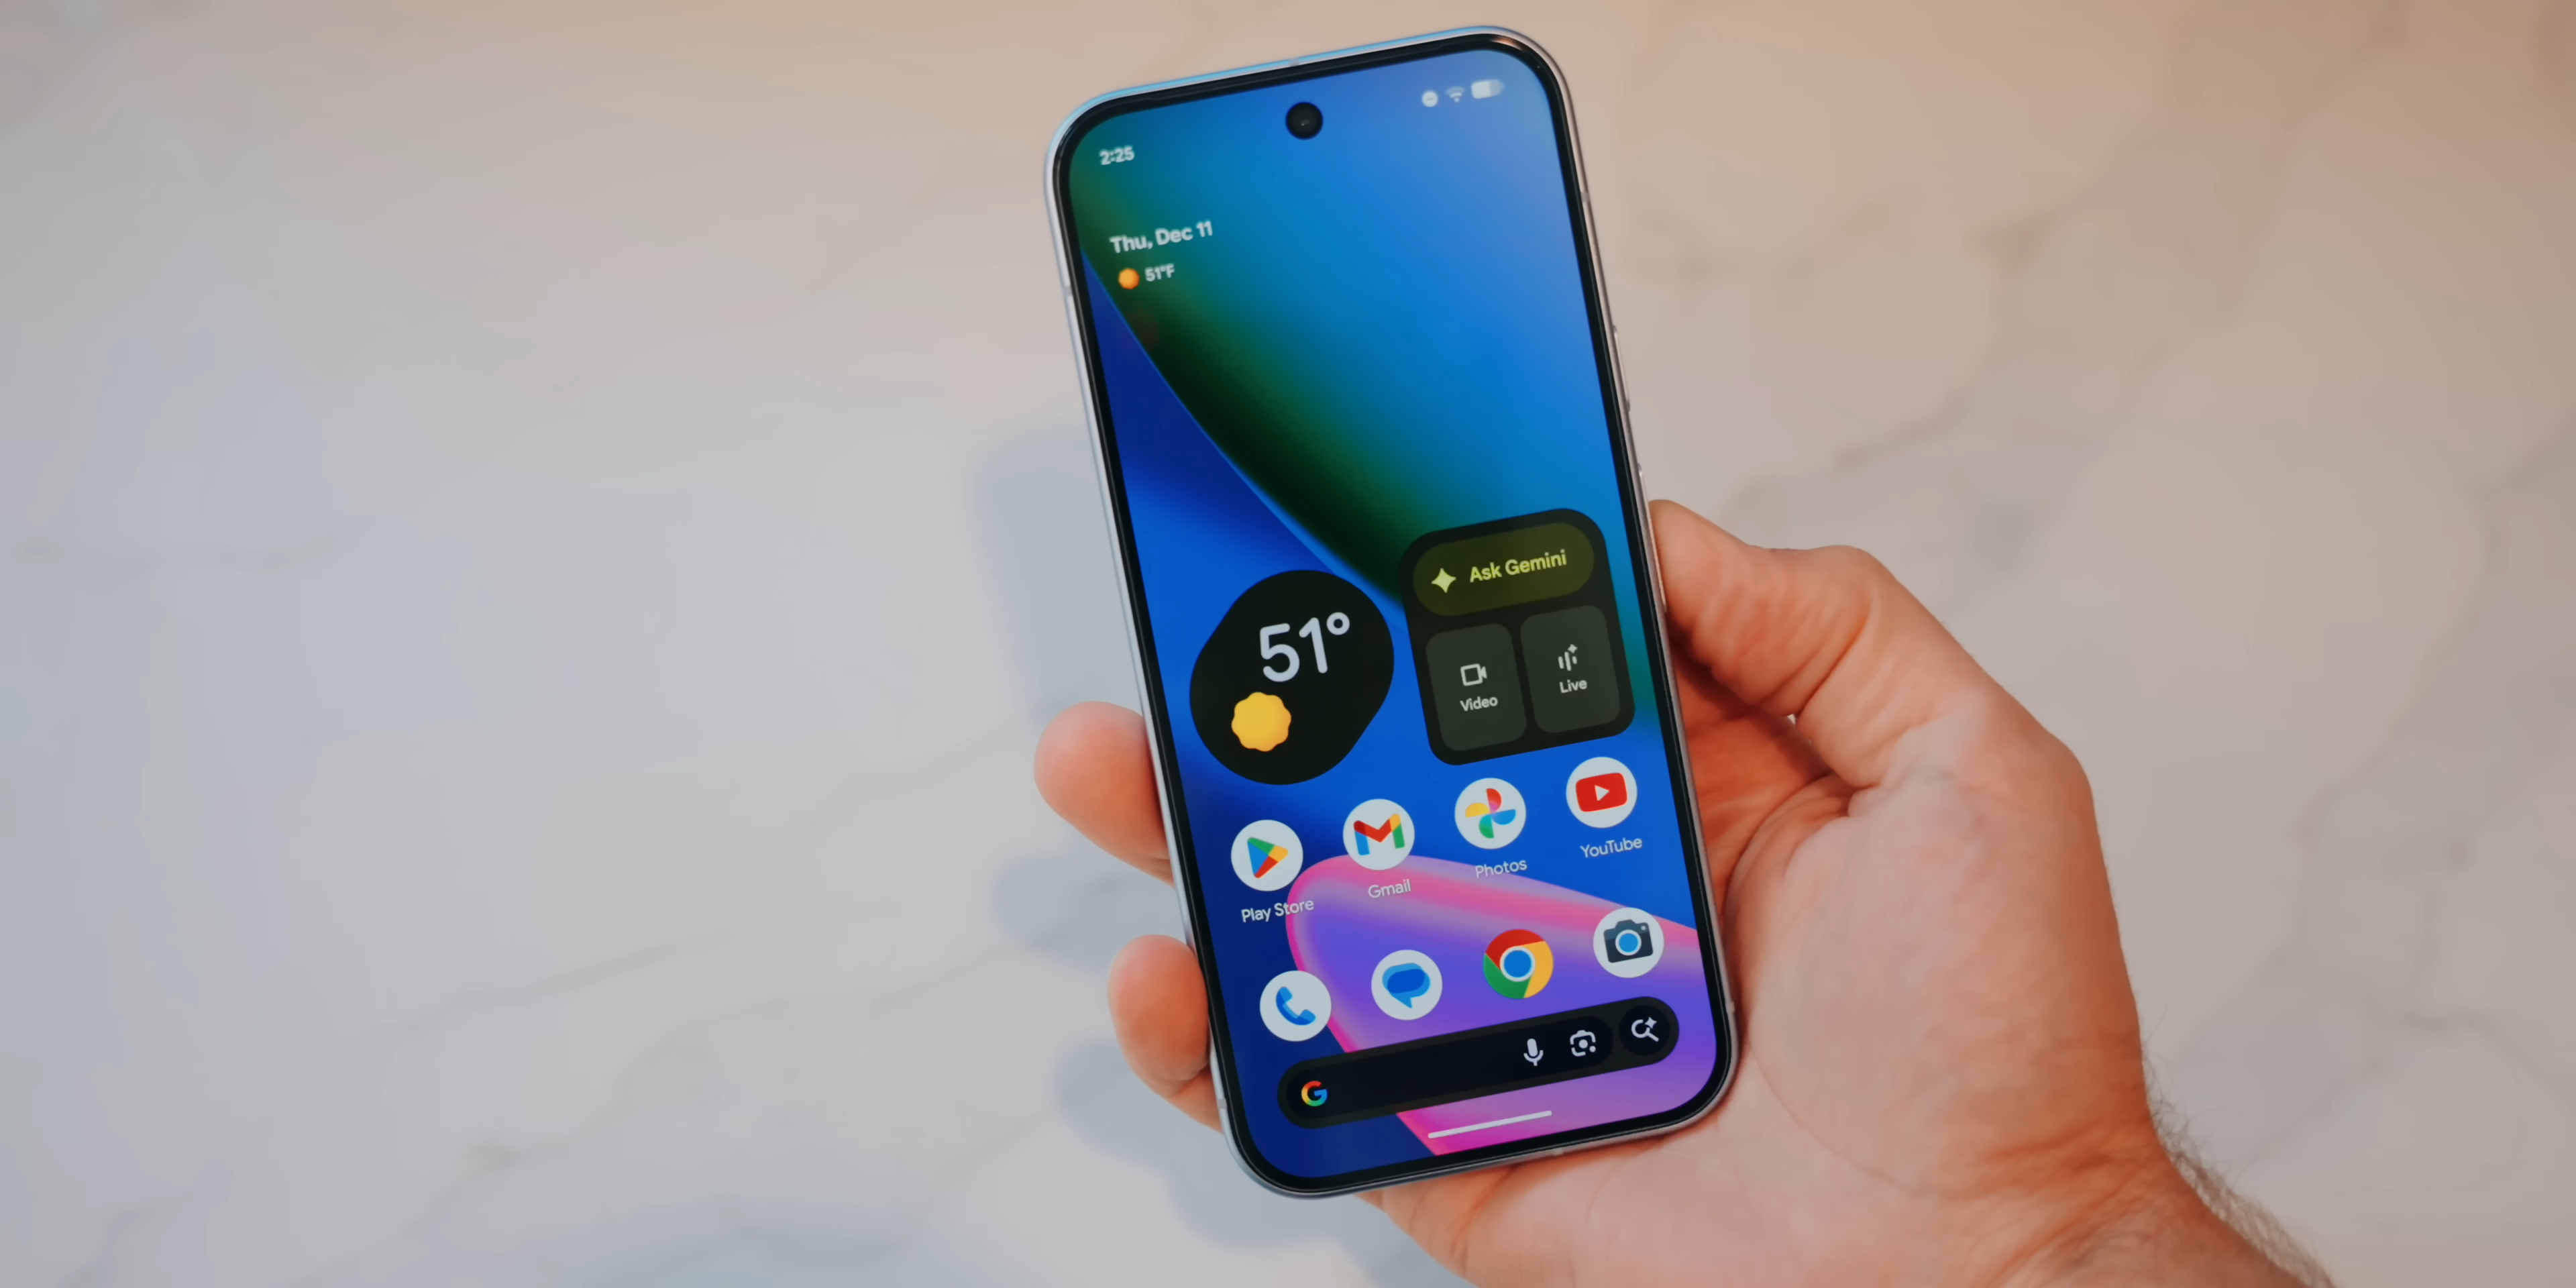 2:25
Thu, Dec 11
51°F
Ask Gemini
51°
Video
Live
Play Store
Gmail
Photos
YouTube
G